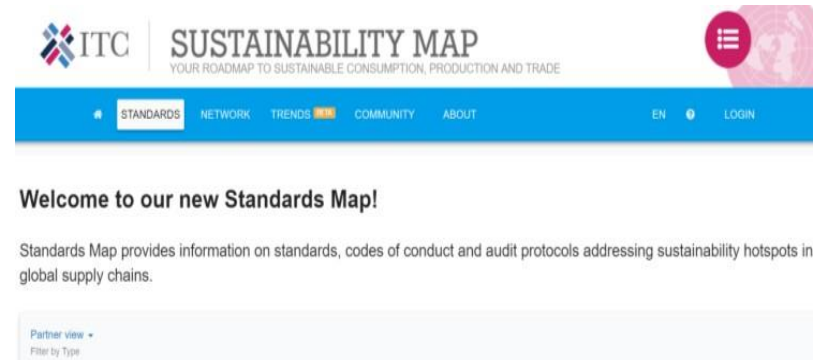 ITC
SUSTAINABILITY MAP
YOUR ROADMAP TO SUSTAINABLE CONSUMPTION, PRODUCTION AND TRADE
STANDARDS NETWORK TRENDS BETA COMMUNITY ABOUT EN ? LOGIN
Welcome to our new Standards Map!
Standards Map provides information on standards, codes of conduct and audit protocols addressing sustainability hotspots in
global supply chains.
Partner view
Filter by Type